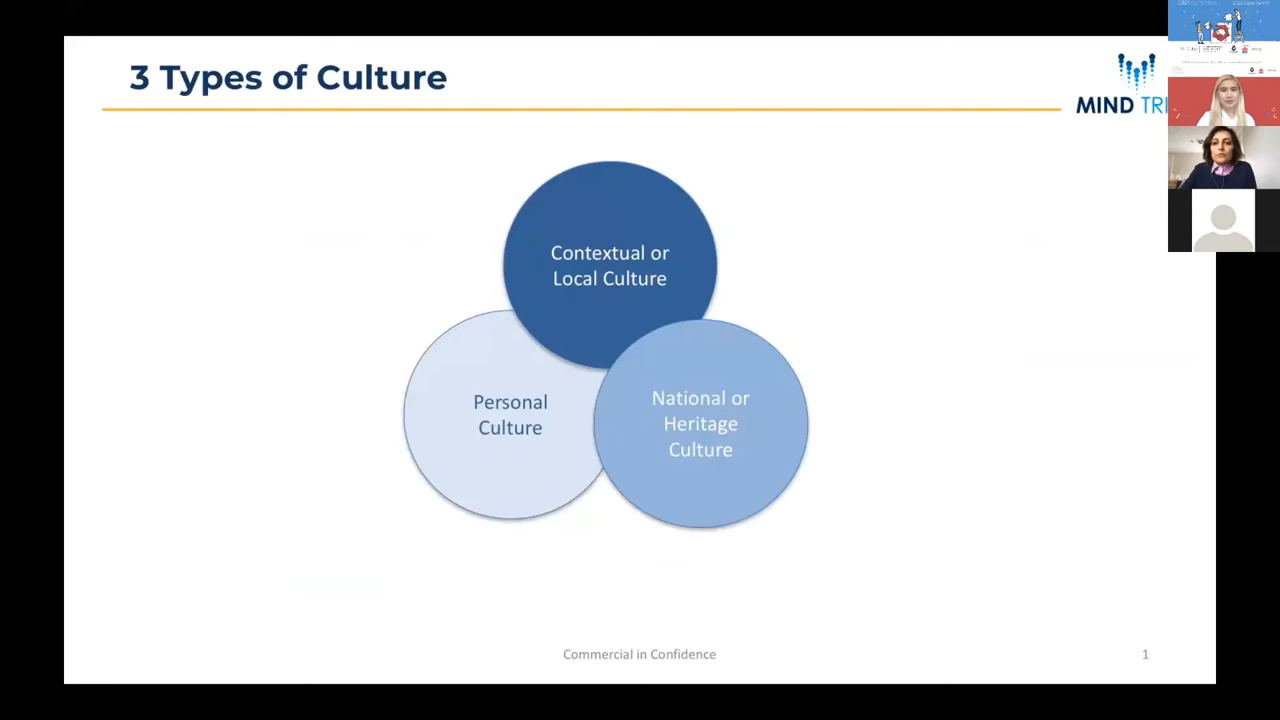 3 Types of Culture
MIND TRI
Contextual or
Local Culture
Personal
Culture
National or
Heritage
Culture
Commercial in Confidence
1